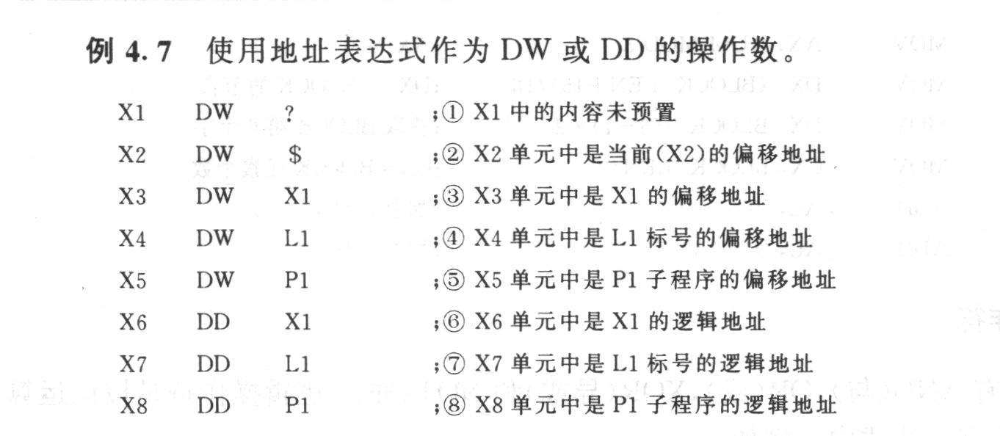 例 4.7 使用地址表达式作为 DW 或 DD 的操作数。
X1 DW ? ;① X1 中的内容未预置
X2 DW $ ;② X2 单元中是当前(X2)的偏移地址
X3 DW X1 ;③ X3 单元中是 X1 的偏移地址
X4 DW L1 ;④ X4 单元中是 L1 标号的偏移地址
X5 DW P1 ;⑤ X5 单元中是 P1 子程序的偏移地址
X6 DD X1 ;⑥ X6 单元中是 X1 的逻辑地址
X7 DD L1 ;⑦ X7 单元中是 L1 标号的逻辑地址
X8 DD P1 ;⑧ X8 单元中是 P1 子程序的逻辑地址